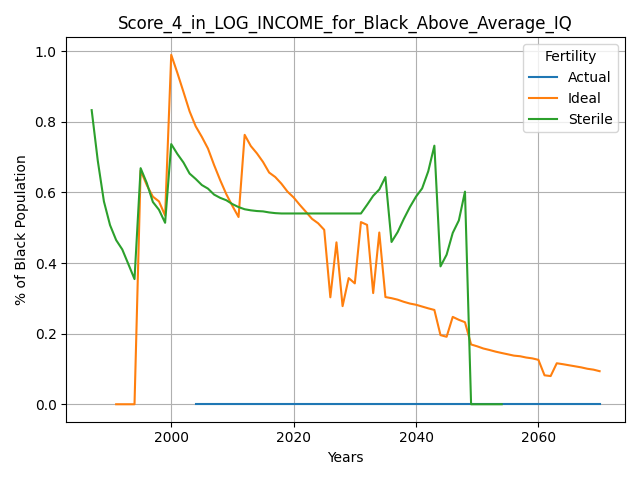 Score_4_in_LOG_INCOME_for_Black_Above_Average_IQ
Fertility
Actual
Ideal
Sterile
% of Black Population
1.0
0.8
0.6
0.4
0.2
0.0
2000
2020
2040
2060
Years